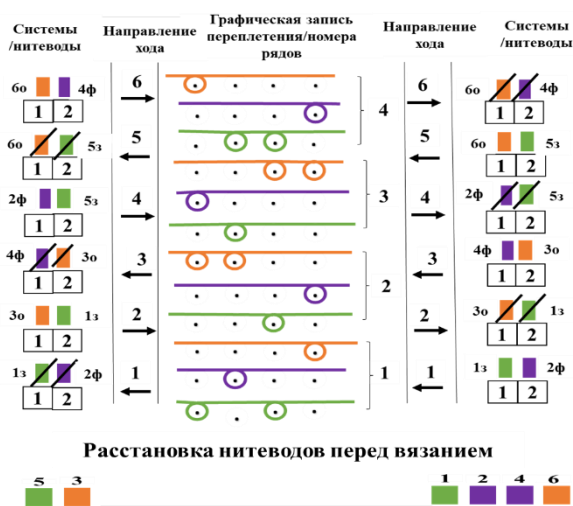 Системы
/нитеводы
Направление
хода
Графическая запись
переплетения/номера
рядов
Направление
хода
Системы
/нитеводы
6о 4ф 6 6 6о 4ф
1 2 4 1 2
6о 5з 5 5 6о 5з
1 2 1 2
2ф 5з 4 3 4 2ф 5з
1 2 1 2
4ф 3о 3 3 4ф 3о
1 2 2 1 2
3о 1з 2 2 3о 1з
1 2 1 2
1з 2ф 1 1 1 1з 2ф
1 2 1 2
Расстановка нитеводов перед вязанием
5 3 1 2 4 6